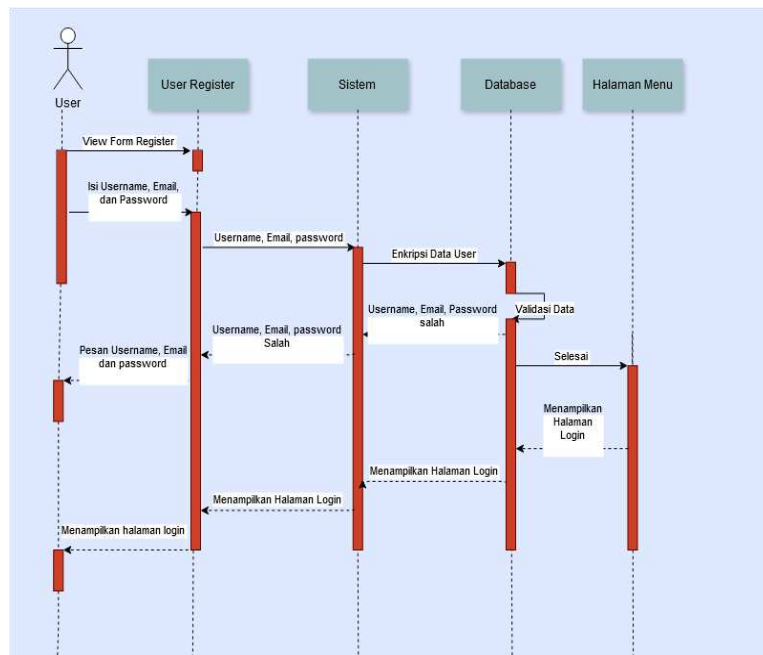 User
User Register
Sistem
Database
Halaman Menu
View Form Register
Isi Username, Email,
dan Password
Username, Email, password
Enkripsi Data User
Validasi Data
Username, Email, Password
salah
Username, Email, password
Salah
Pesan Username, Email
dan password
Selesai
Menampilkan
Halaman
Login
Menampilkan Halaman Login
Menampilkan Halaman Login
Menampilkan halaman login